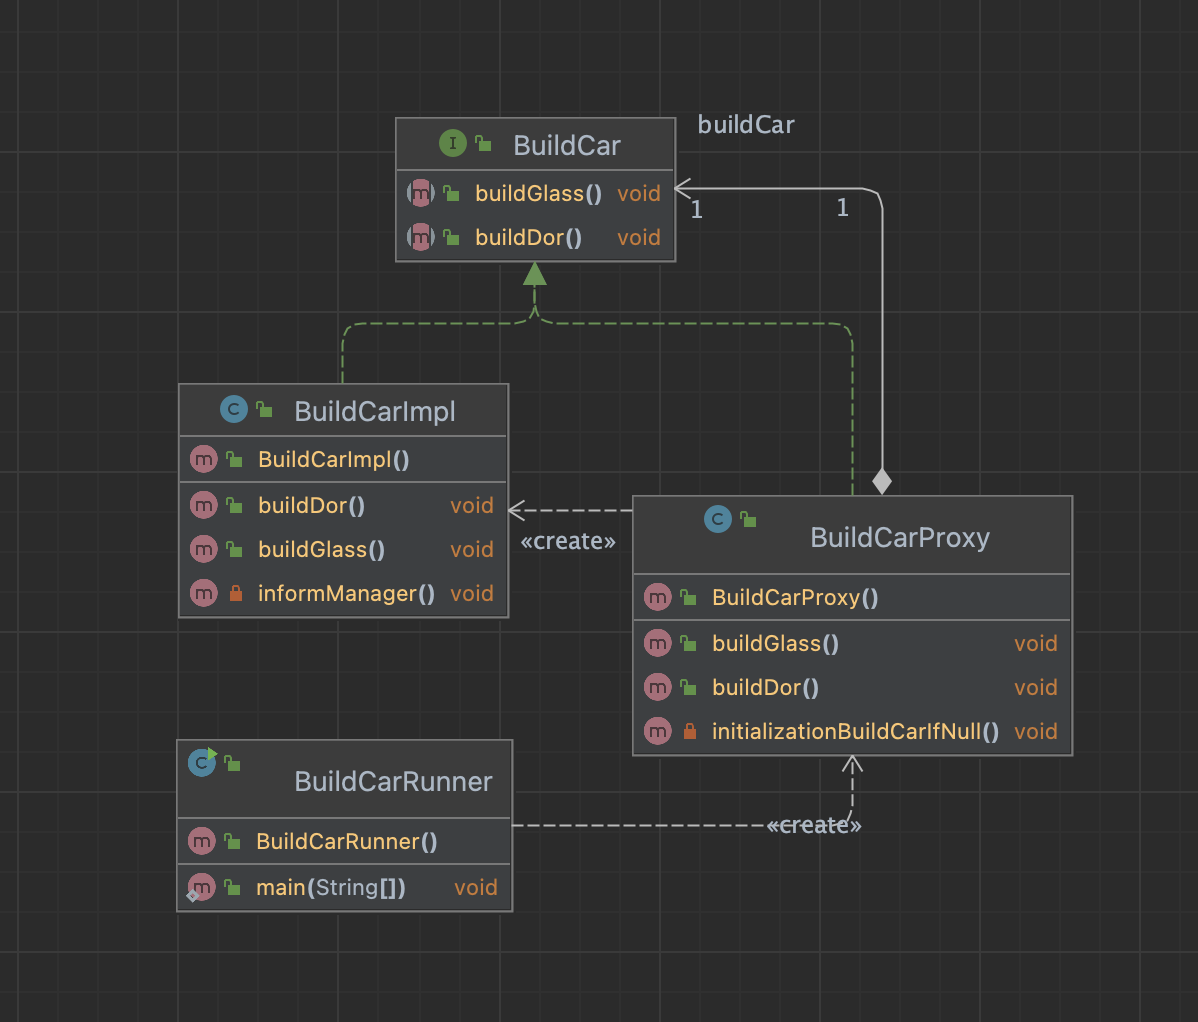 buildCar
I BuildCar
1
1
m buildGlass() void
m buildDor() void
C BuildCarImpl
m BuildCarImpl()
m buildDor() void
m buildGlass() void
m informManager() void
«create»
C BuildCarProxy
m BuildCarProxy()
m buildGlass() void
m buildDor() void
m initializationBuildCarIfNull() void
C BuildCarRunner
m BuildCarRunner()
m main(String[]) void
«create»